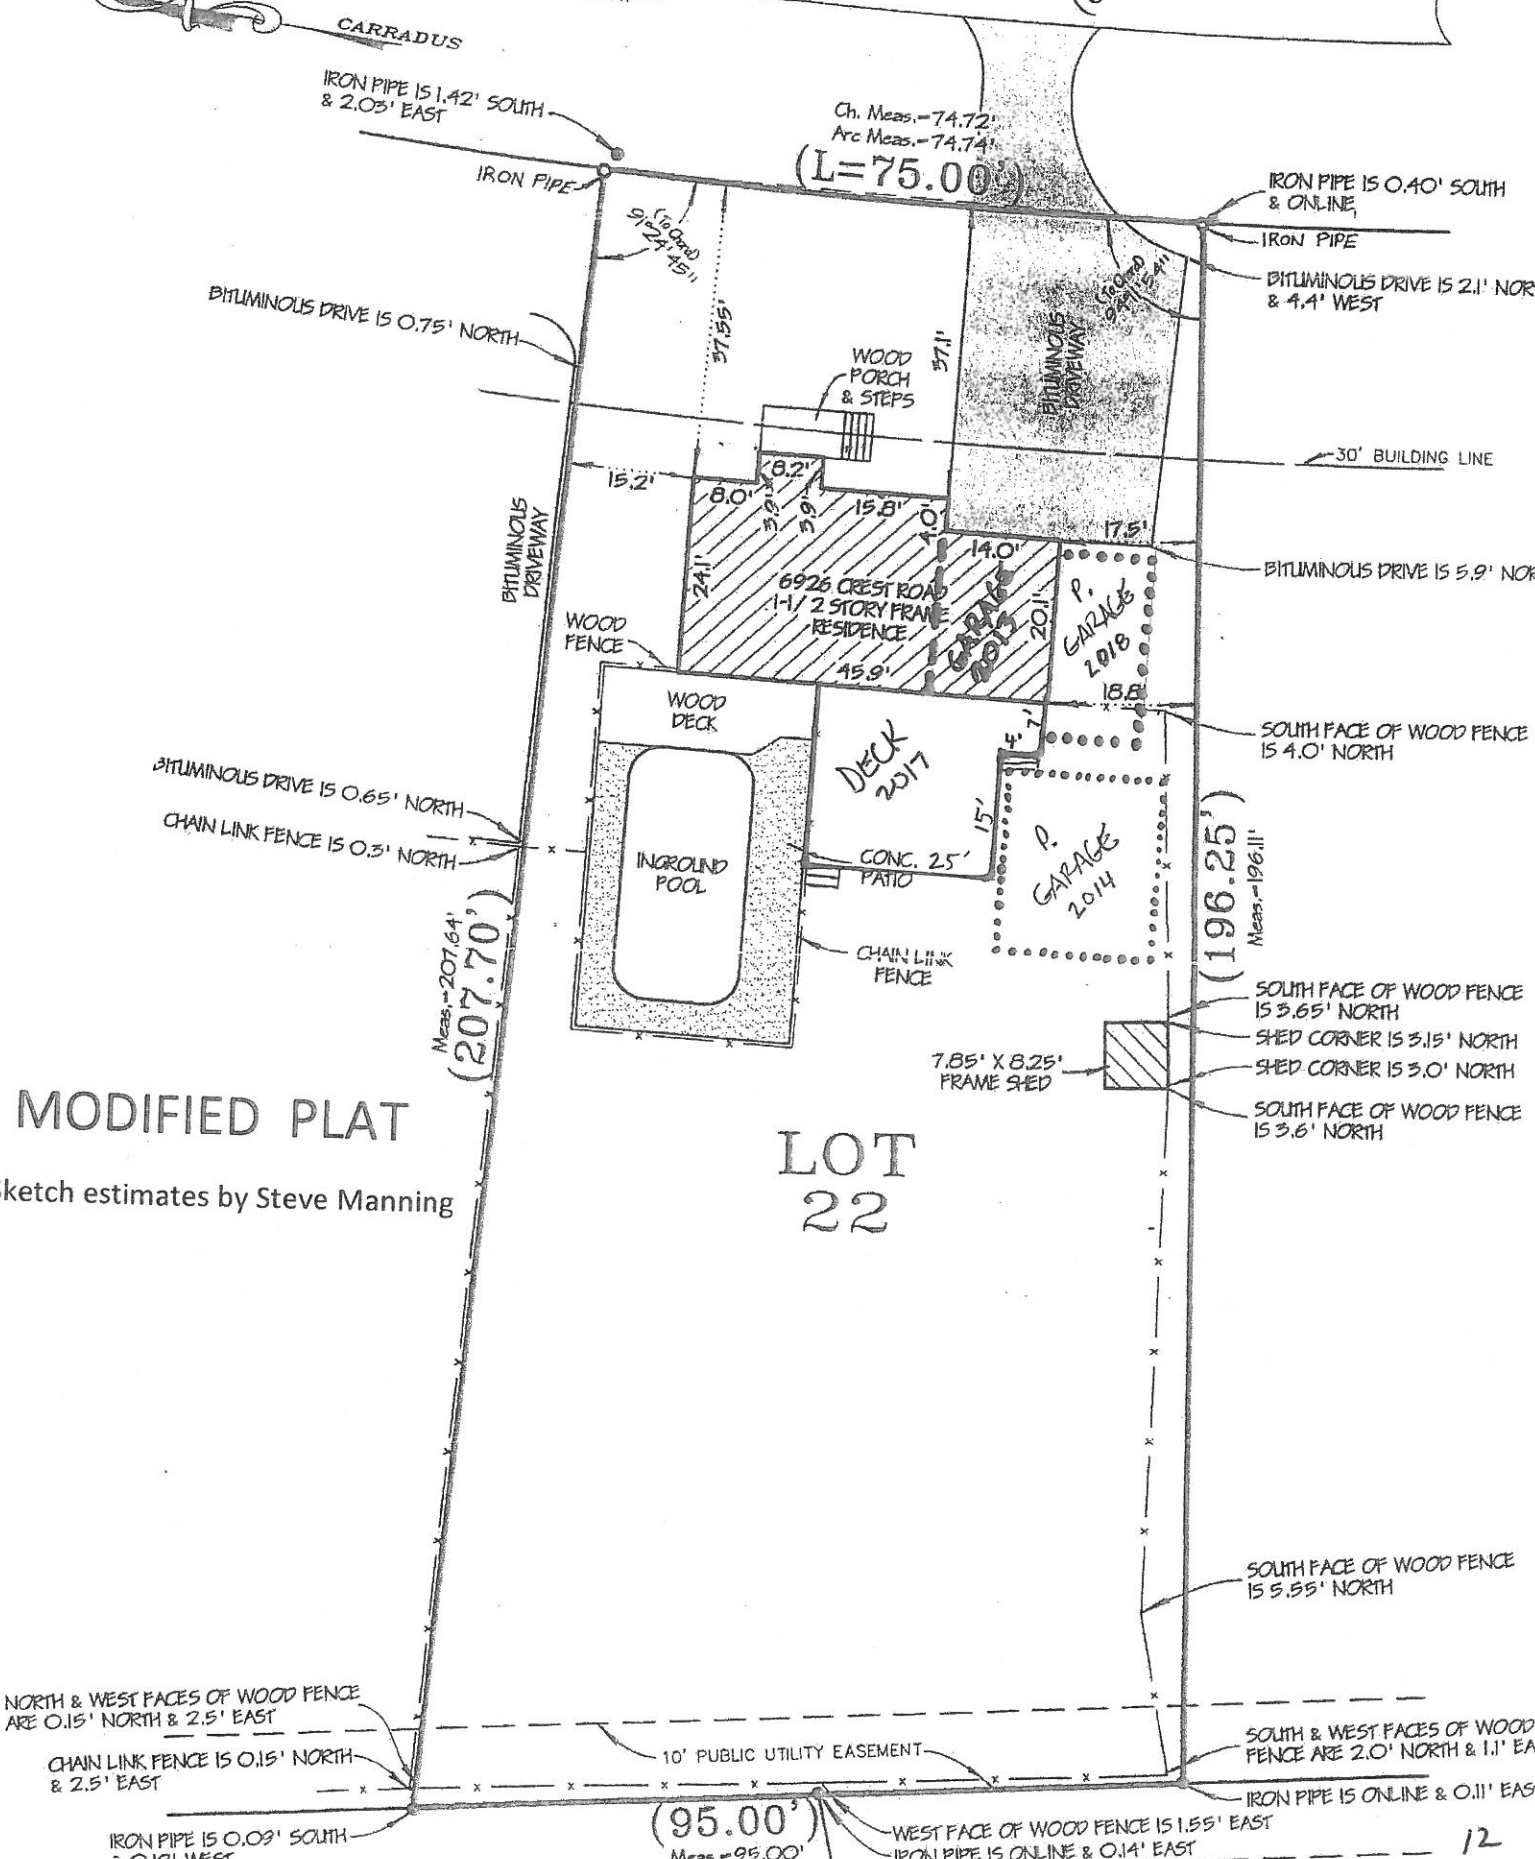 CARRADUS
IRON PIPE IS 1.42' SOUTH
& 2.03' EAST
Ch. Meas.=74.72'
Arc Meas.=74.74'
(L=75.00')
IRON PIPE
IRON PIPE IS 0.40' SOUTH
& ONLINE
IRON PIPE
(To Chord)
91°24'45"
(To Chord)
BITUMINOUS DRIVE IS 2.1'
& 4.4' WEST
BITUMINOUS DRIVE IS 0.75' NORTH
37.55'
37.1'
BITUMINOUS
DRIVEWAY
WOOD
PORCH
& STEPS
30' BUILDING LINE
15.2'
8.0'
8.2'
3.9'
3.9'
15.8'
4.0'
17.5'
14.0'
BITUMINOUS
DRIVEWAY
24.1'
6926 CREST ROAD
1-1/2 STORY FRAME
RESIDENCE
GARAGE
2013
20.1'
P.
GARAGE
2018
BITUMINOUS DRIVE IS 5.9'
WOOD
FENCE
45.9'
18.8'
WOOD
DECK
DECK
2017
4'
7'
SOUTH FACE OF WOOD FENCE
IS 4.0' NORTH
BITUMINOUS DRIVE IS 0.65' NORTH
CHAIN LINK FENCE IS 0.3' NORTH
15'
INGROUND
POOL
CONC. 25'
PATIO
P.
GARAGE
2014
(196.25')
Meas.=196.11'
Meas.=207.64'
(207.70')
CHAIN LINK
FENCE
SOUTH FACE OF WOOD FENCE
IS 3.65' NORTH
SHED CORNER IS 3.15' NORTH
7.85' X 8.25'
FRAME SHED
SHED CORNER IS 3.0' NORTH
SOUTH FACE OF WOOD FENCE
IS 3.6' NORTH
MODIFIED PLAT
Sketch estimates by Steve Manning
LOT
22
SOUTH FACE OF WOOD FENCE
IS 5.55' NORTH
NORTH & WEST FACES OF WOOD FENCE
ARE 0.15' NORTH & 2.5' EAST
CHAIN LINK FENCE IS 0.15' NORTH
& 2.5' EAST
10' PUBLIC UTILITY EASEMENT
SOUTH & WEST FACES OF WOOD
FENCE ARE 2.0' NORTH & 1.1'
IRON PIPE IS ONLINE & 0.11'
IRON PIPE IS 0.09' SOUTH
(95.00')
Meas.=95.00'
WEST FACE OF WOOD FENCE IS 1.55' EAST
IRON PIPE IS ONLINE & 0.14' EAST
12